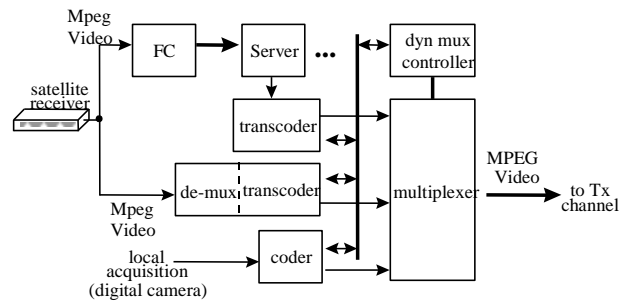 Mpeg
Video
FC
Server
...
dyn mux
controller
satellite
receiver
transcoder
de-mux
transcoder
multiplexer
MPEG
Video
to Tx
channel
Mpeg
Video
coder
local
acquisition
(digital camera)